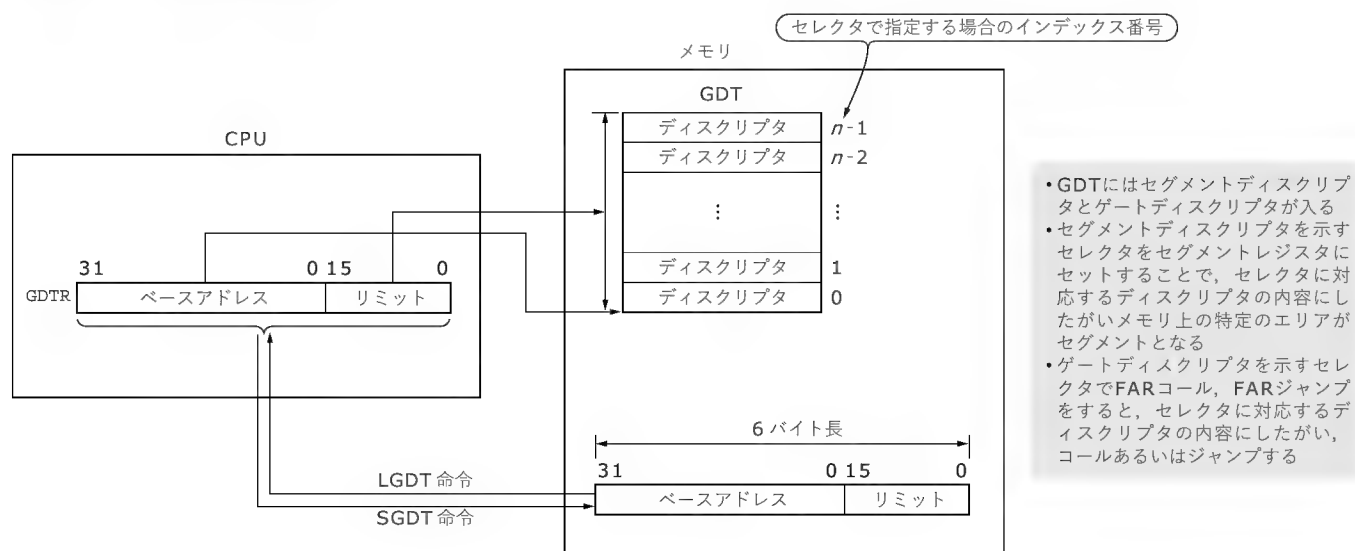 セレクタで指定する場合のインデックス番号
メモリ
GDT
ディスクリプタ n-1
ディスクリプタ n-2
⋮ ⋮
ディスクリプタ 1
ディスクリプタ 0
CPU
31 0 15 0
GDTR ベースアドレス リミット
LGDT命令
SGDT命令
6バイト長
31 0 15 0
ベースアドレス リミット
•GDTにはセグメントディスクリプ
タとゲートディスクリプタが入る
•セグメントディスクリプタを示す
セレクタをセグメントレジスタに
セットすることで，セレクタに対
応するディスクリプタの内容にし
たがいメモリ上の特定のエリアが
セグメントとなる
•ゲートディスクリプタを示すセレ
クタでFARコール，FARジャンプ
をすると，セレクタに対応するデ
ィスクリプタの内容にしたがい，
コールあるいはジャンプする